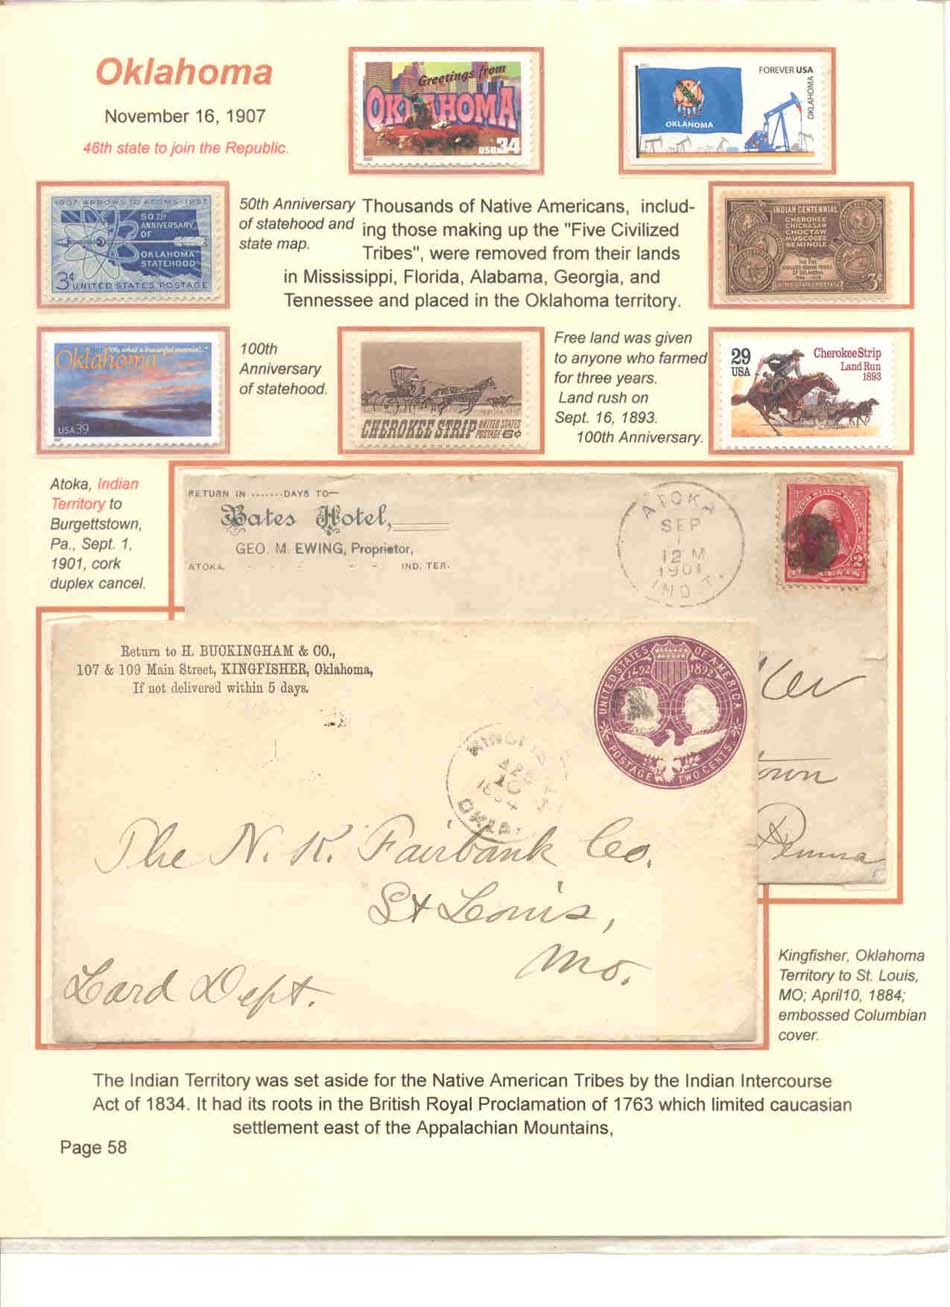 Oklahoma
November 16, 1907
46th state to join the Republic.
Greetings from
OKLAHOMA
USA 34
FOREVER USA
OKLAHOMA
OKLAHOMA
1907·ARROWS TO ATOMS·1957
50TH
ANNIVERSARY
OF
OKLAHOMA
STATEHOOD
3¢
UNITED STATES POSTAGE
50th Anniversary
of statehood and
state map.
Thousands of Native Americans, includ-
ing those making up the "Five Civilized
Tribes", were removed from their lands
in Mississippi, Florida, Alabama, Georgia, and
Tennessee and placed in the Oklahoma territory.
INDIAN CENTENNIAL
CHEROKEE
CHICKASAW
CHOCTAW
MUSCOGEE
SEMINOLE
UNITED STATES POSTAGE
3¢
"Oh, what a beautiful mornin'..."
Oklahoma
USA 39
100th
Anniversary
of statehood.
CHEROKEE STRIP
UNITED STATES
POSTAGE 6¢
Free land was given
to anyone who farmed
for three years.
Land rush on
Sept. 16, 1893.
100th Anniversary.
29
USA
Cherokee Strip
Land Run
1893
Atoka, Indian
Territory to
Burgettstown,
Pa., Sept. 1,
1901, cork
duplex cancel.
RETURN IN ........DAYS TO—
Bates Hotel,
GEO. M. EWING, Proprietor,
ATOKA, - - - - - IND. TER.
ATOKA
SEP
1
12 M
1901
IND. T.
2
Return to H. BUCKINGHAM & CO.,
107 & 109 Main Street, KINGFISHER, Oklahoma,
If not delivered within 5 days.
UNITED STATES OF AMERICA
1492 1892
POSTAGE TWO CENTS
10
The N. K. Fairbank Co.
St Louis,
Mo.
Lard Dept.
town
Penna
Kingfisher, Oklahoma
Territory to St. Louis,
MO; April10, 1884;
embossed Columbian
cover.
The Indian Territory was set aside for the Native American Tribes by the Indian Intercourse
Act of 1834. It had its roots in the British Royal Proclamation of 1763 which limited caucasian
settlement east of the Appalachian Mountains,
Page 58